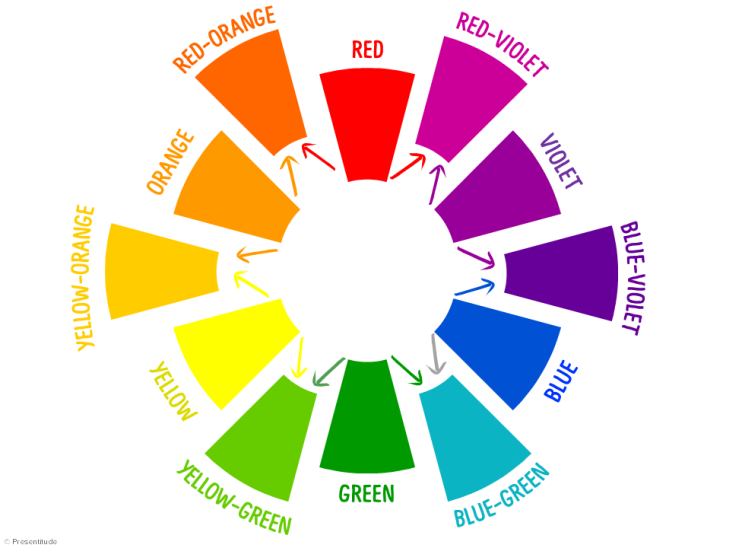 RED
RED-VIOLET
VIOLET
BLUE-VIOLET
BLUE
BLUE-GREEN
GREEN
YELLOW-GREEN
YELLOW
YELLOW-ORANGE
ORANGE
RED-ORANGE
© Presentitude